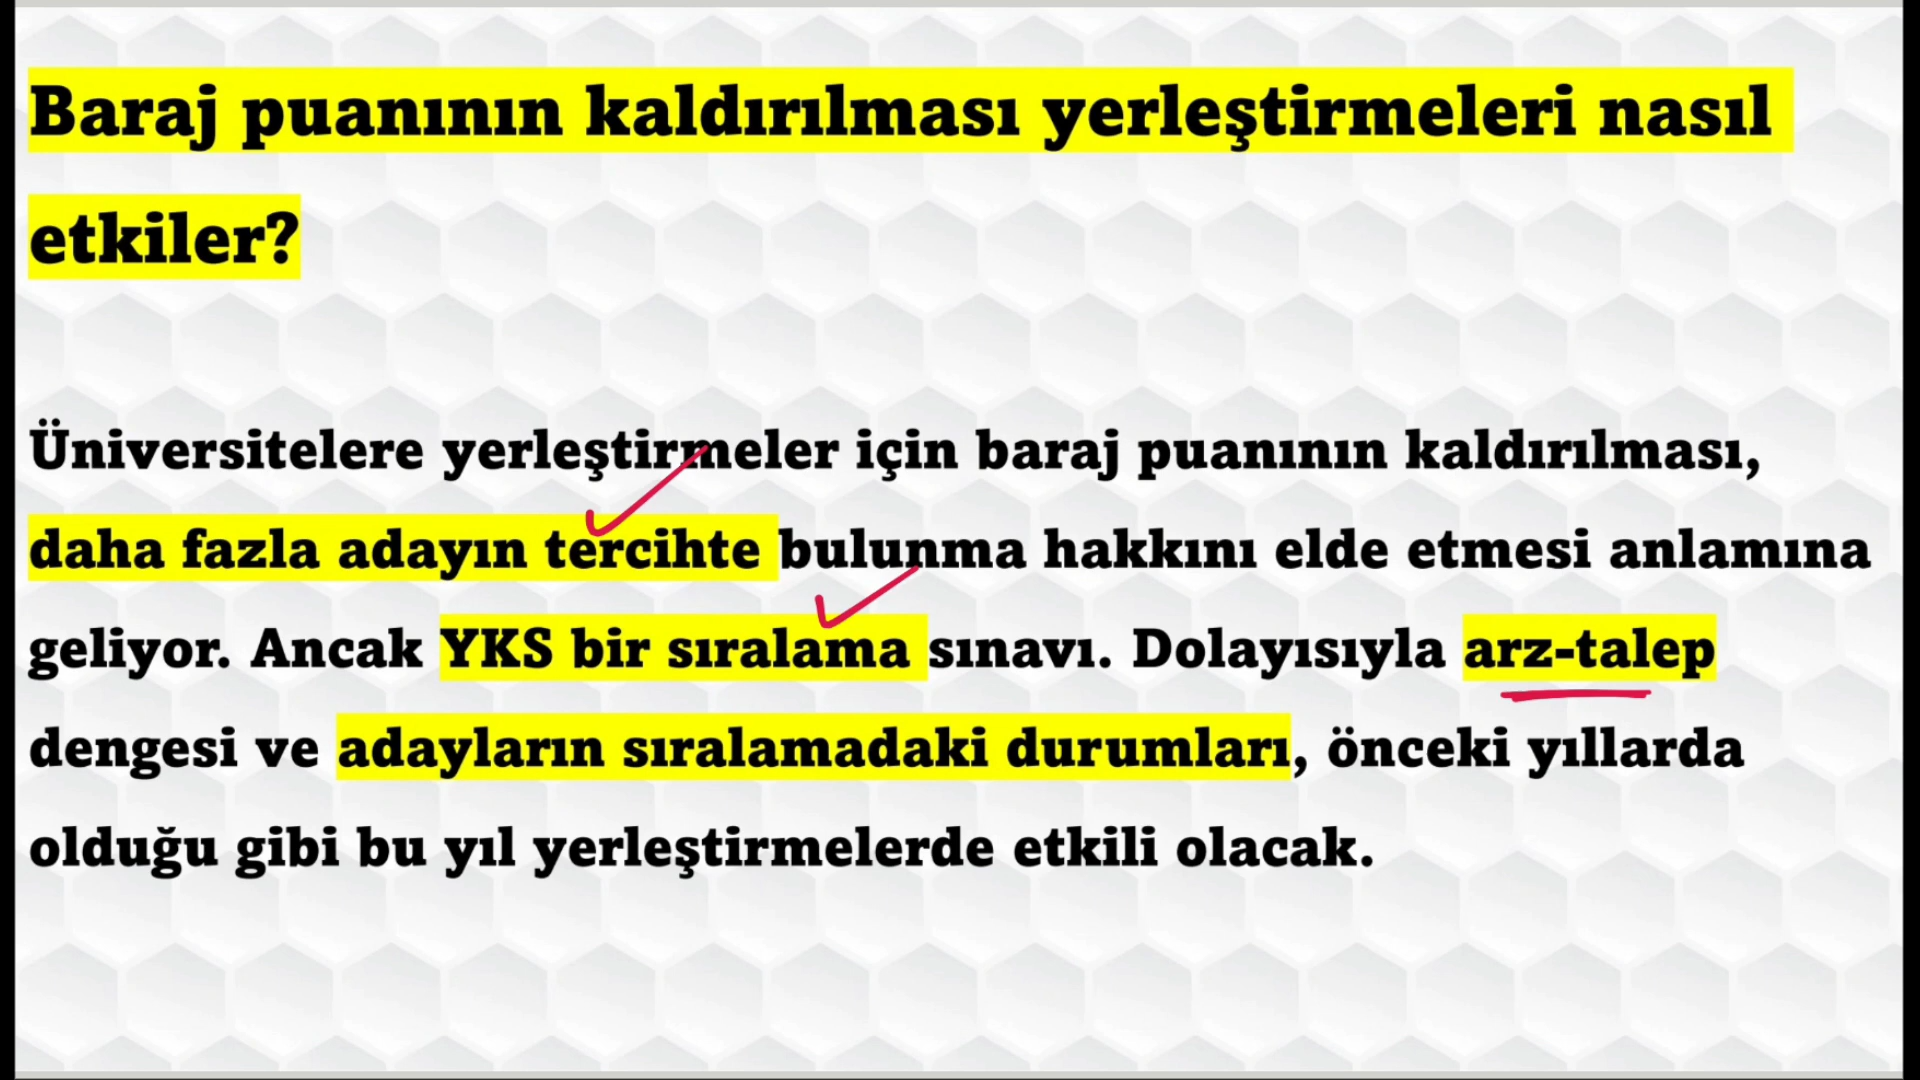 Baraj puanının kaldırılması yerleştirmeleri nasıl
etkiler?
Üniversitelere yerleştirmeler için baraj puanının kaldırılması,
daha fazla adayın tercihte bulunma hakkını elde etmesi anlamına
geliyor. Ancak YKS bir sıralama sınavı. Dolayısıyla arz-talep
dengesi ve adayların sıralamadaki durumları, önceki yıllarda
olduğu gibi bu yıl yerleştirmelerde etkili olacak.